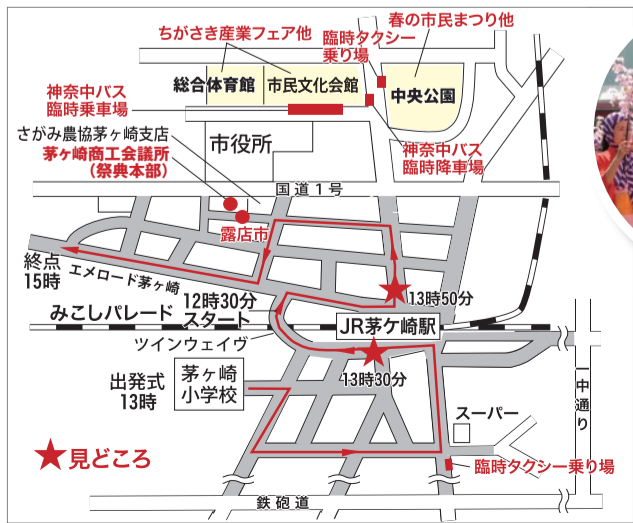 ちがさき産業フェア他
臨時タクシー
乗り場
春の市民まつり他
総合体育館
市民文化会館
中央公園
神奈中バス
臨時乗車場
さがみ農協茅ヶ崎支店
茅ヶ崎商工会議所
(祭典本部)
市役所
神奈中バス
臨時降車場
国道1号
露店市
終点
15時
エメロード茅ヶ崎
12時30分
みこしパレード
スタート
13時50分
JR茅ケ崎駅
ツインウェイヴ
13時30分
出発式
13時
茅ヶ崎
小学校
スーパー
一中通り
★見どころ
臨時タクシー乗り場
鉄砲道